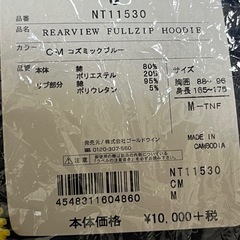 品番 NT11530
品名
REARVIEW FULLZIP HOODIE
カラー C-M コズミックブルー
本体 綿 80% サイズ
ポリエステル 20% 胸囲 88~96
リブ部分 綿 95% 身長 165~175
ポリウレタン 5%
M-TNF
発売元/株式会社ゴールドウイン
0120-307-560
MADE IN
CAMBODIA
NT11530
CM
M
4548311604860
本体価格 ¥10,000+税